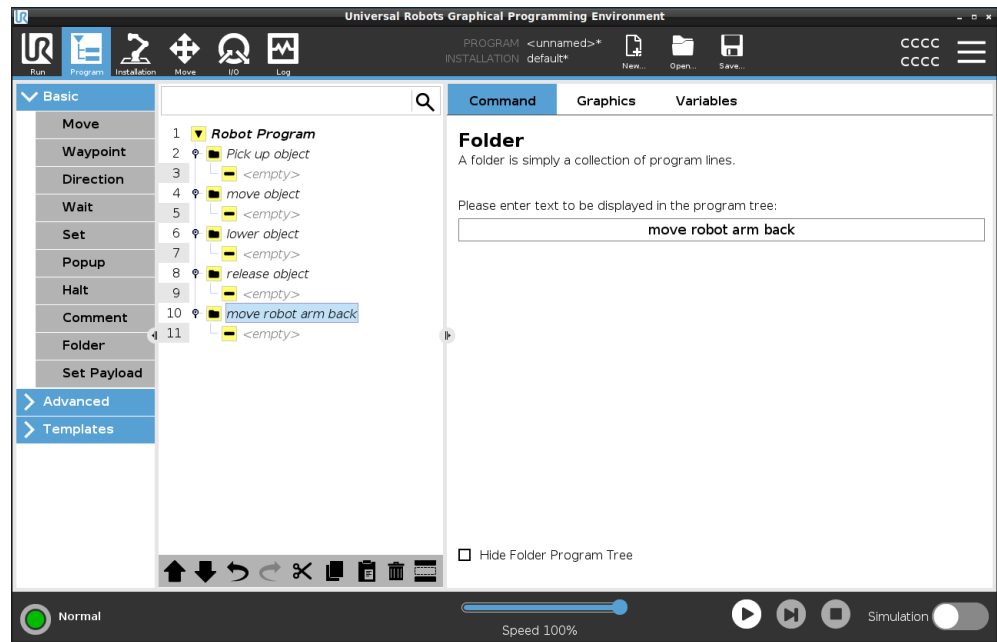 Universal Robots Graphical Programming Environment
UR
Run
Program
Installation
Move
I/O
Log
PROGRAM <unnamed>*
INSTALLATION default*
New...
Open...
Save...
CCCC
CCCC
Basic
Move
Waypoint
Direction
Wait
Set
Popup
Halt
Comment
Folder
Set Payload
Advanced
Templates
1 Robot Program
2 Pick up object
3 <empty>
4 move object
5 <empty>
6 lower object
7 <empty>
8 release object
9 <empty>
10 move robot arm back
11 <empty>
Command Graphics Variables
Folder
A folder is simply a collection of program lines.
Please enter text to be displayed in the program tree:
move robot arm back
Hide Folder Program Tree
Normal
Speed 100%
Simulation